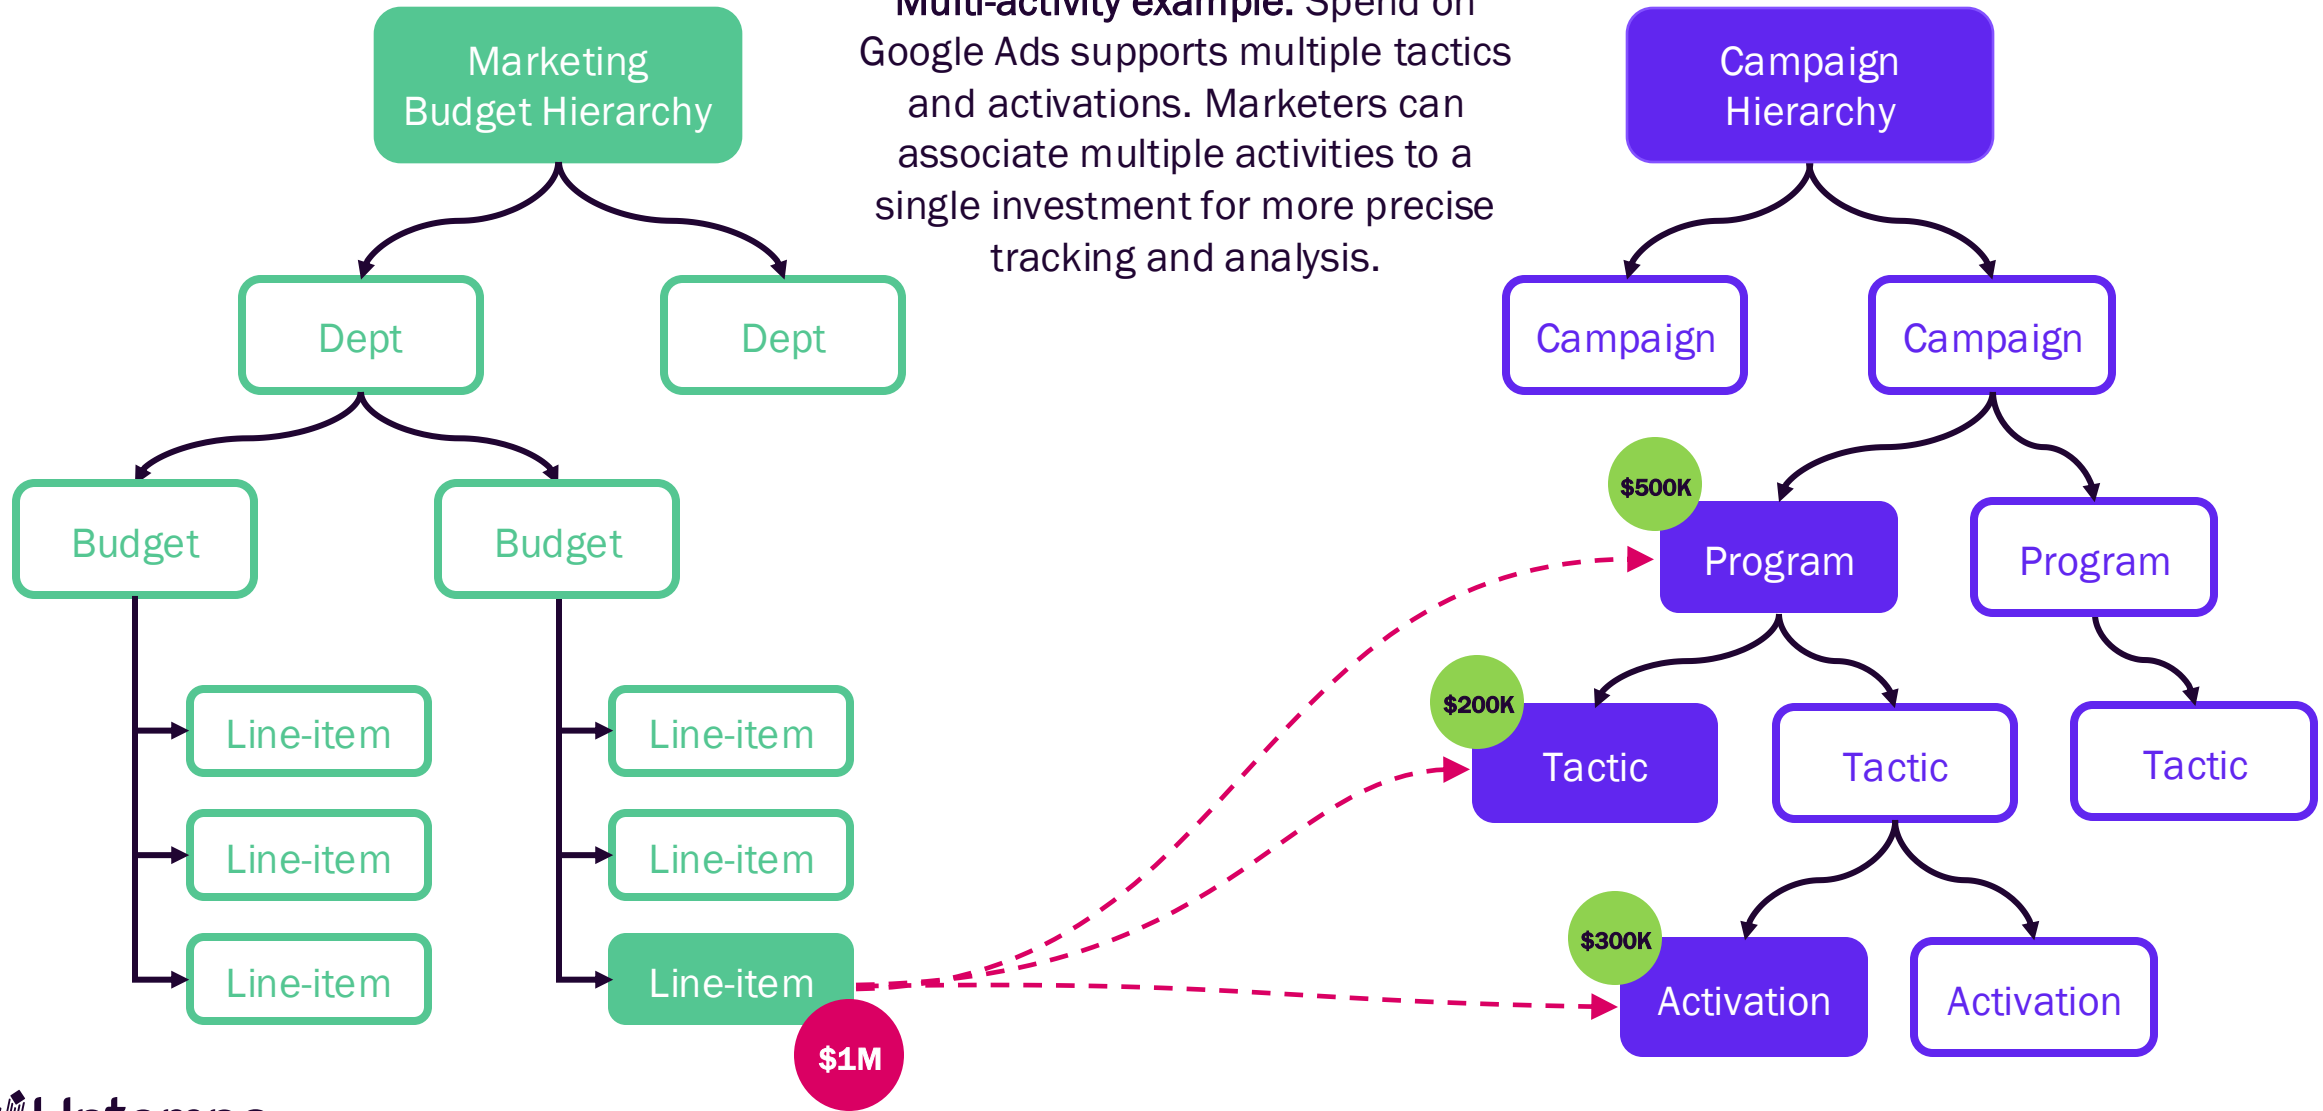 Multi-activity example: Spend on
Google Ads supports multiple tactics
and activations. Marketers can
associate multiple activities to a
single investment for more precise
tracking and analysis.
Marketing
Budget Hierarchy
Dept
Dept
Budget
Budget
Line-item
Line-item
Line-item
Line-item
Line-item
Line-item
$1M
Campaign
Hierarchy
Campaign
Campaign
$500K
Program
Program
$200K
Tactic
Tactic
Tactic
$300K
Activation
Activation